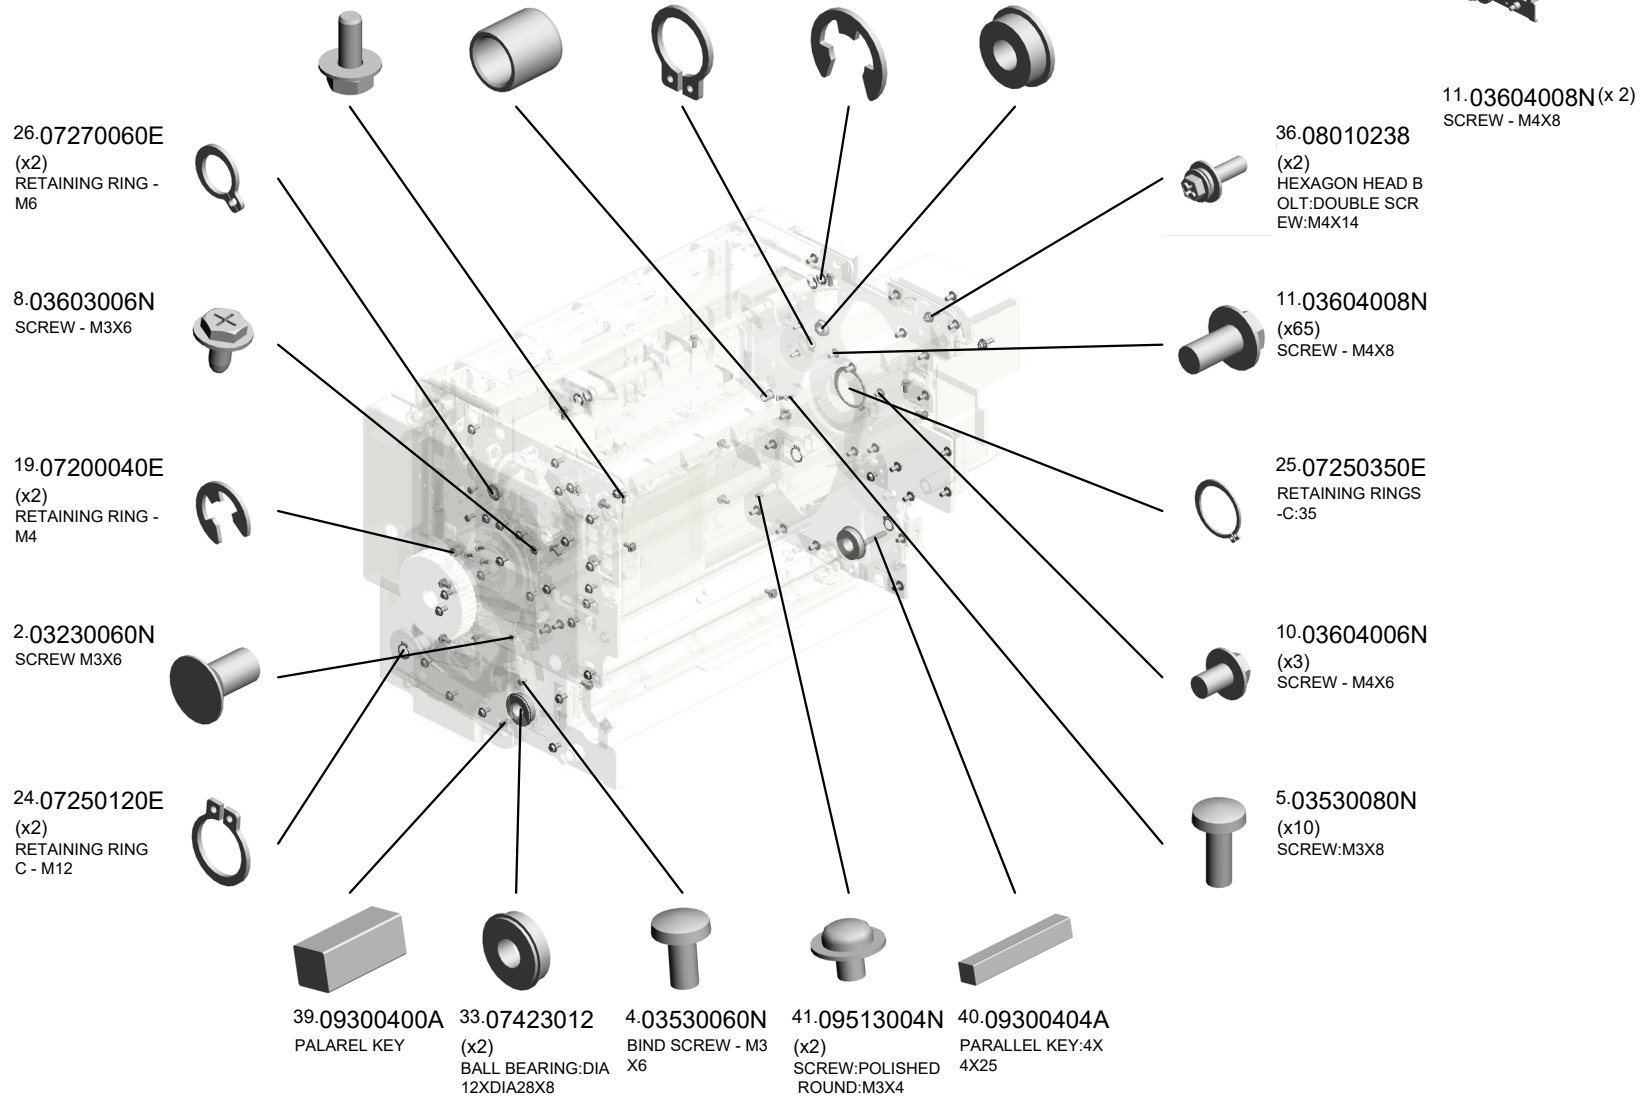 11.03604008N(x 2)
SCREW - M4X8
26.07270060E
(x2)
RETAINING RING -
M6
36.08010238
(x2)
HEXAGON HEAD B
OLT:DOUBLE SCR
EW:M4X14
8.03603006N
SCREW - M3X6
11.03604008N
(x65)
SCREW - M4X8
19.07200040E
(x2)
RETAINING RING -
M4
25.07250350E
RETAINING RINGS
-C:35
2.03230060N
SCREW M3X6
10.03604006N
(x3)
SCREW - M4X6
24.07250120E
(x2)
RETAINING RING
C - M12
5.03530080N
(x10)
SCREW:M3X8
39.09300400A
PALAREL KEY
33.07423012
(x2)
BALL BEARING:DIA
12XDIA28X8
4.03530060N
BIND SCREW - M3
X6
41.09513004N
(x2)
SCREW:POLISHED
ROUND:M3X4
40.09300404A
PARALLEL KEY:4X
4X25